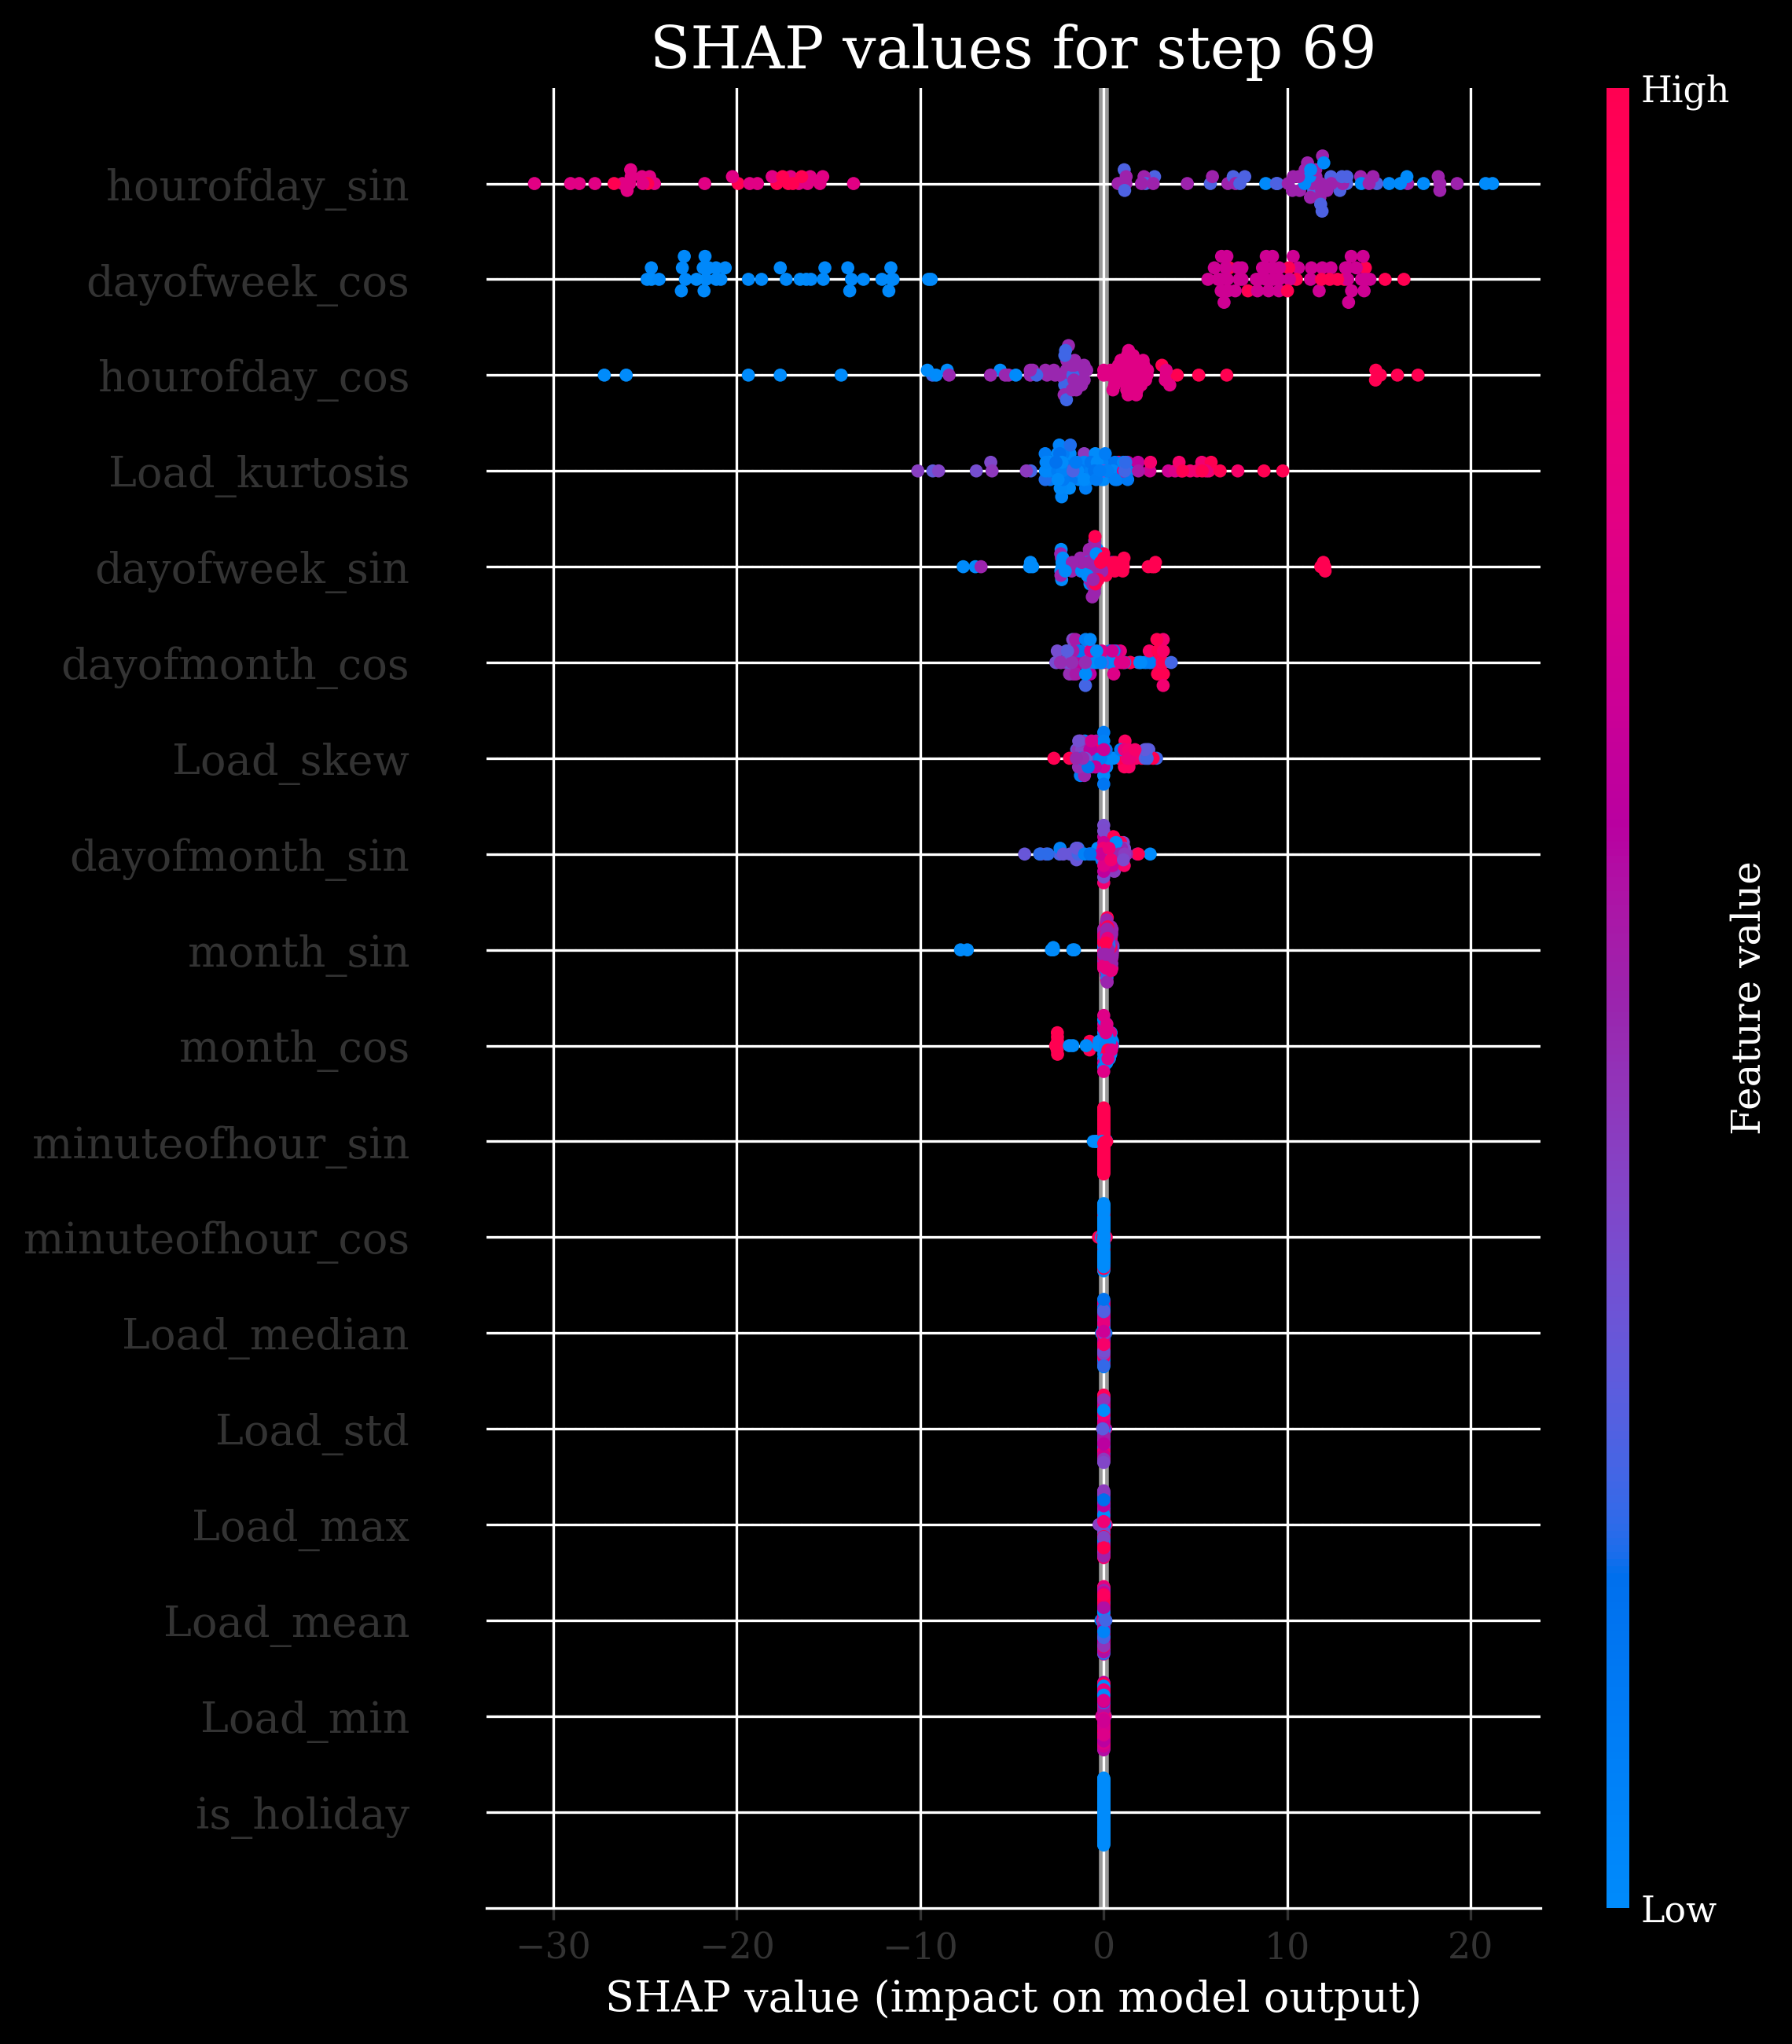 SHAP values for step 69
High
hourofday_sin
dayofweek_cos
hourofday_cos
Load_kurtosis
dayofweek_sin
dayofmonth_cos
Load_skew
dayofmonth_sin
month_sin
month_cos
minuteofhour_sin
minuteofhour_cos
Load_median
Load_std
Load_max
Load_mean
Load_min
is_holiday
Feature value
Low
−30 −20 −10 0 10 20
SHAP value (impact on model output)